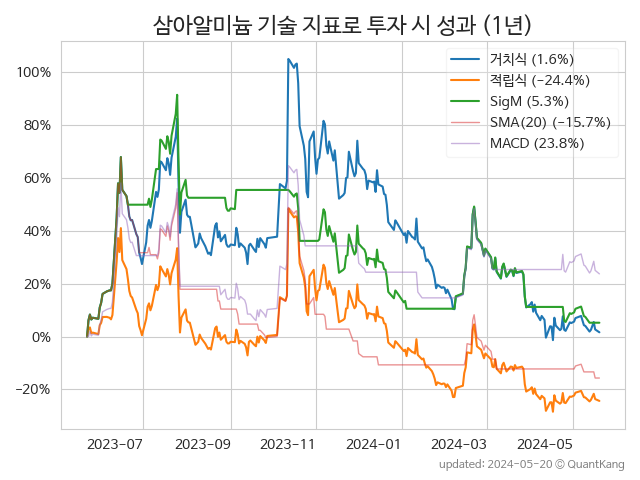 삼아알미늄 기술 지표로 투자 시 성과 (1년)
거치식 (1.6%)
적립식 (−24.4%)
SigM (5.3%)
SMA(20) (−15.7%)
MACD (23.8%)
100%
80%
60%
40%
20%
0%
−20%
2023-07 2023-09 2023-11 2024-01 2024-03 2024-05
updated: 2024-05-20 © QuantKang